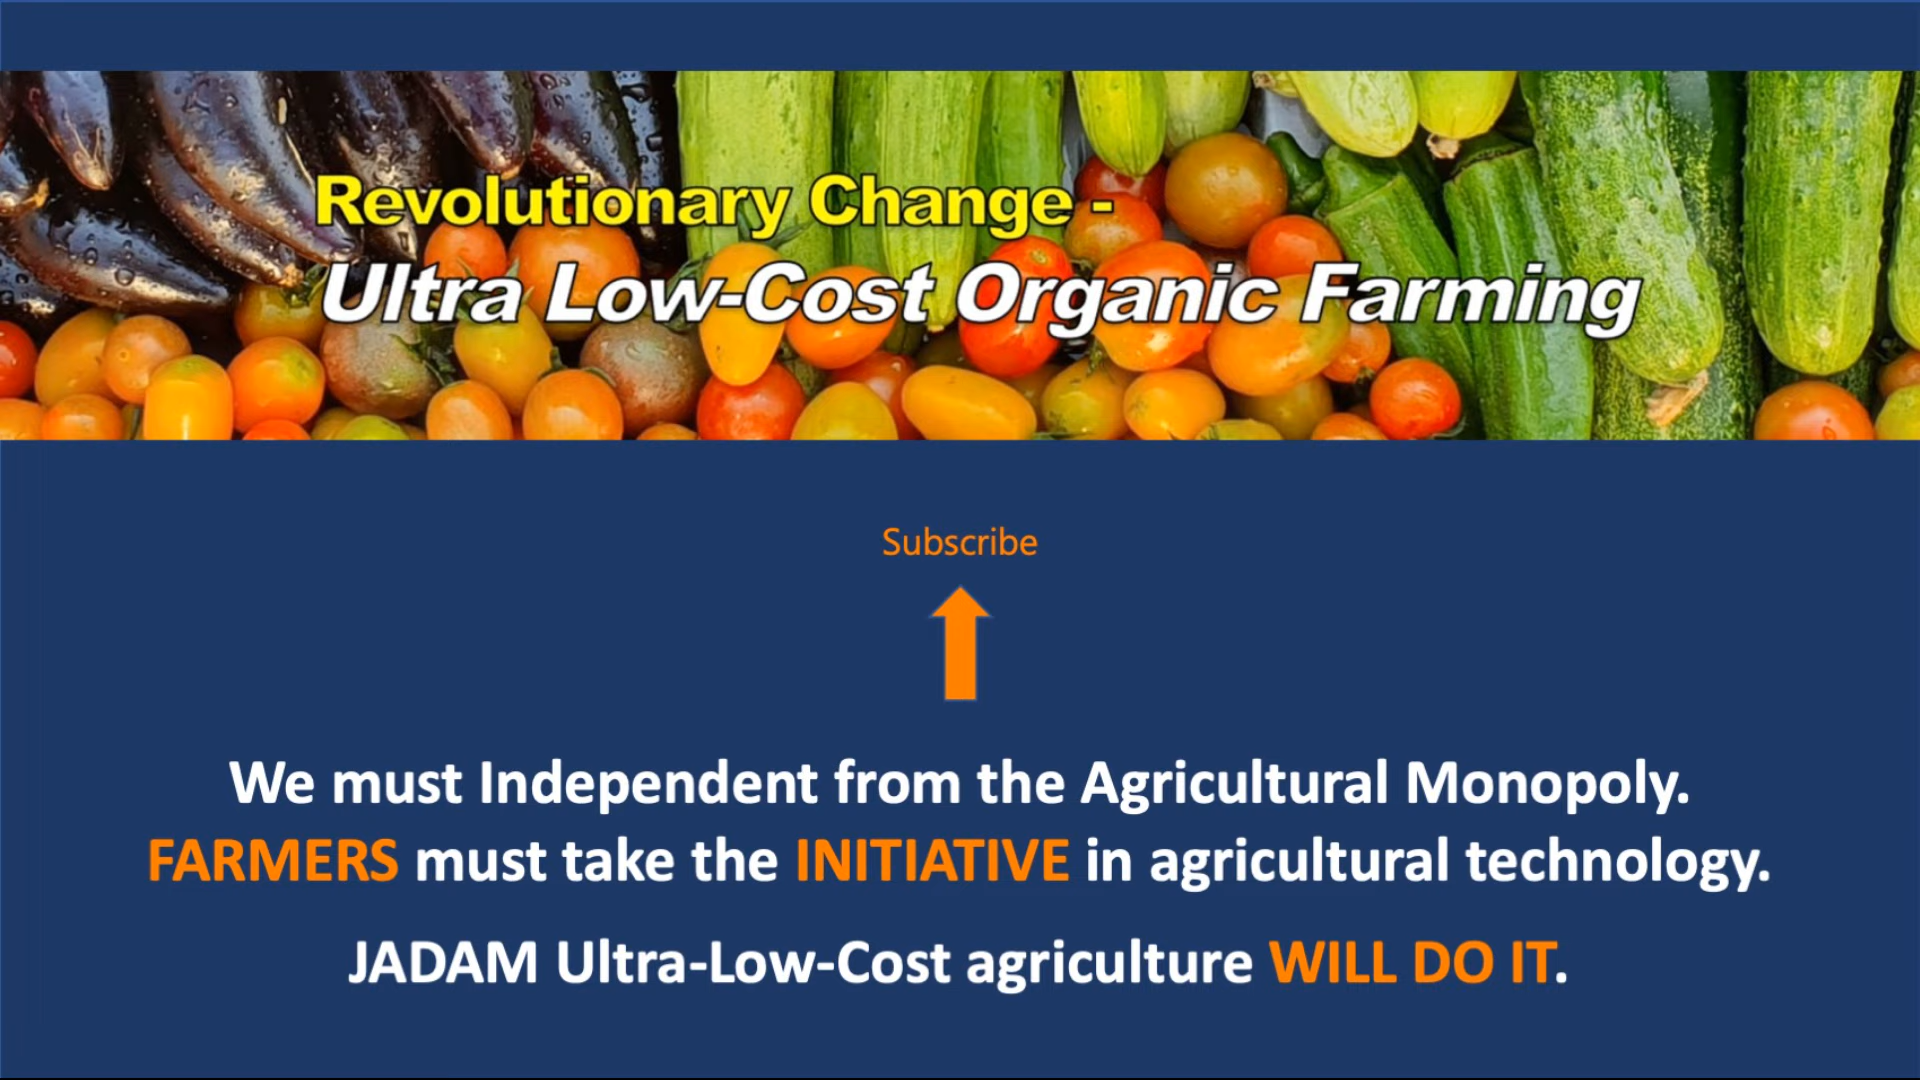 Revolutionary Change -
Ultra Low-Cost Organic Farming
Subscribe
We must Independent from the Agricultural Monopoly.
FARMERS must take the INITIATIVE in agricultural technology.
JADAM Ultra-Low-Cost agriculture WILL DO IT.